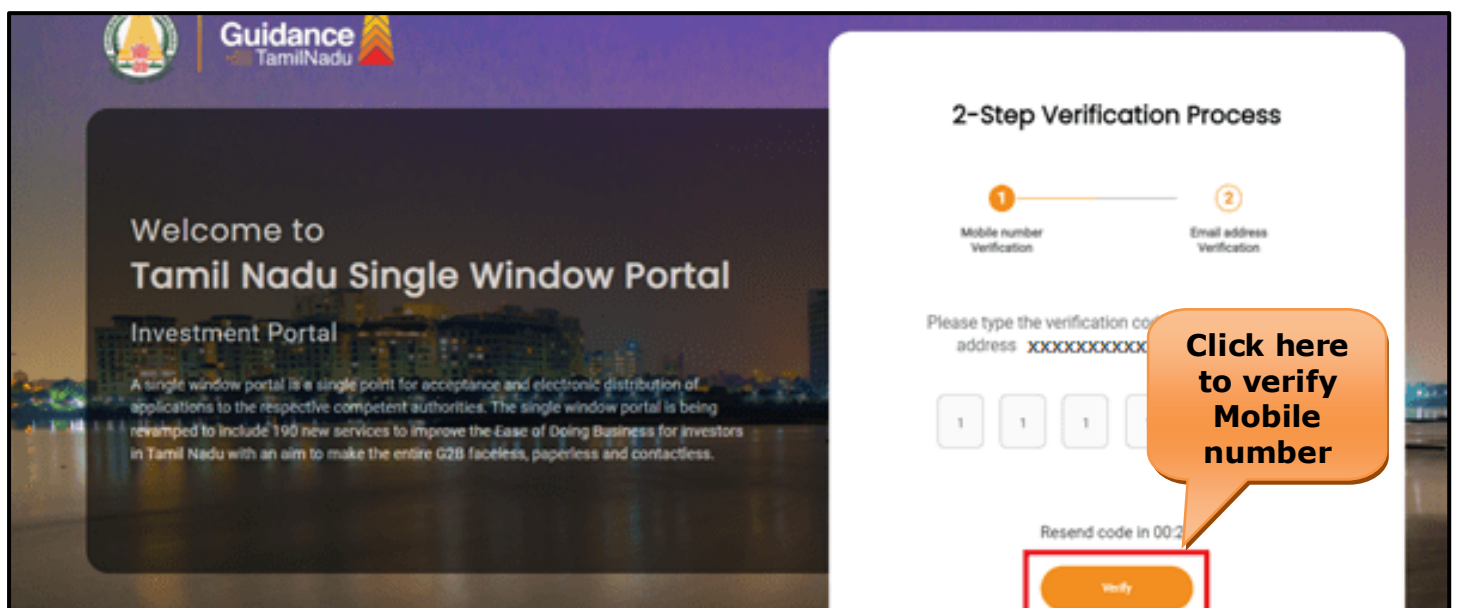 Guidance
TamilNadu
Welcome to
Tamil Nadu Single Window Portal
Investment Portal
A single window portal is a single point for acceptance and electronic distribution of
applications to the respective competent authorities. The single window portal is being
revamped to include 190 new services to improve the Ease of Doing Business for investors
in Tamil Nadu with an aim to make the entire G2B faceless, paperless and contactless.
2-Step Verification Process
1
2
Mobile number
Verification
Email address
Verification
Please type the verification
address xxxxxxxxxx
1 1 1
Resend code in
Verify
Click here
to verify
Mobile
number